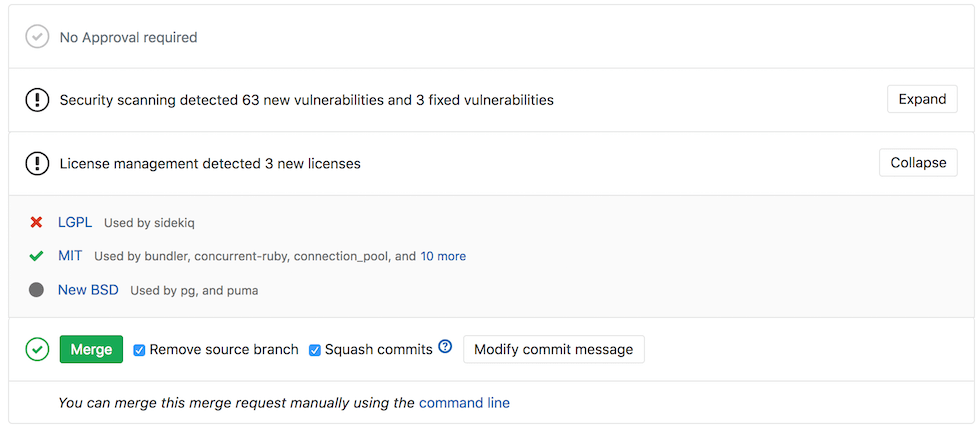 No Approval required
Security scanning detected 63 new vulnerabilities and 3 fixed vulnerabilities Expand
License management detected 3 new licenses Collapse
LGPL Used by sidekiq
MIT Used by bundler, concurrent-ruby, connection_pool, and 10 more
New BSD Used by pg, and puma
Merge Remove source branch Squash commits ? Modify commit message
You can merge this merge request manually using the command line